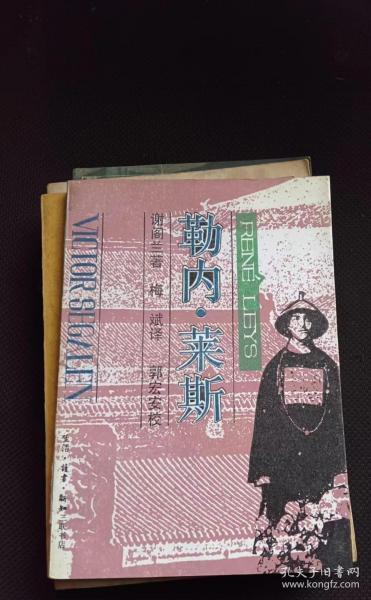 RENÉ LEYS
勒内·莱斯
谢阁兰著 梅斌译 郭宏安校
VICTOR SEGALEN
生活·读书·新知三联书店
孔夫子旧书网
kongfz.com